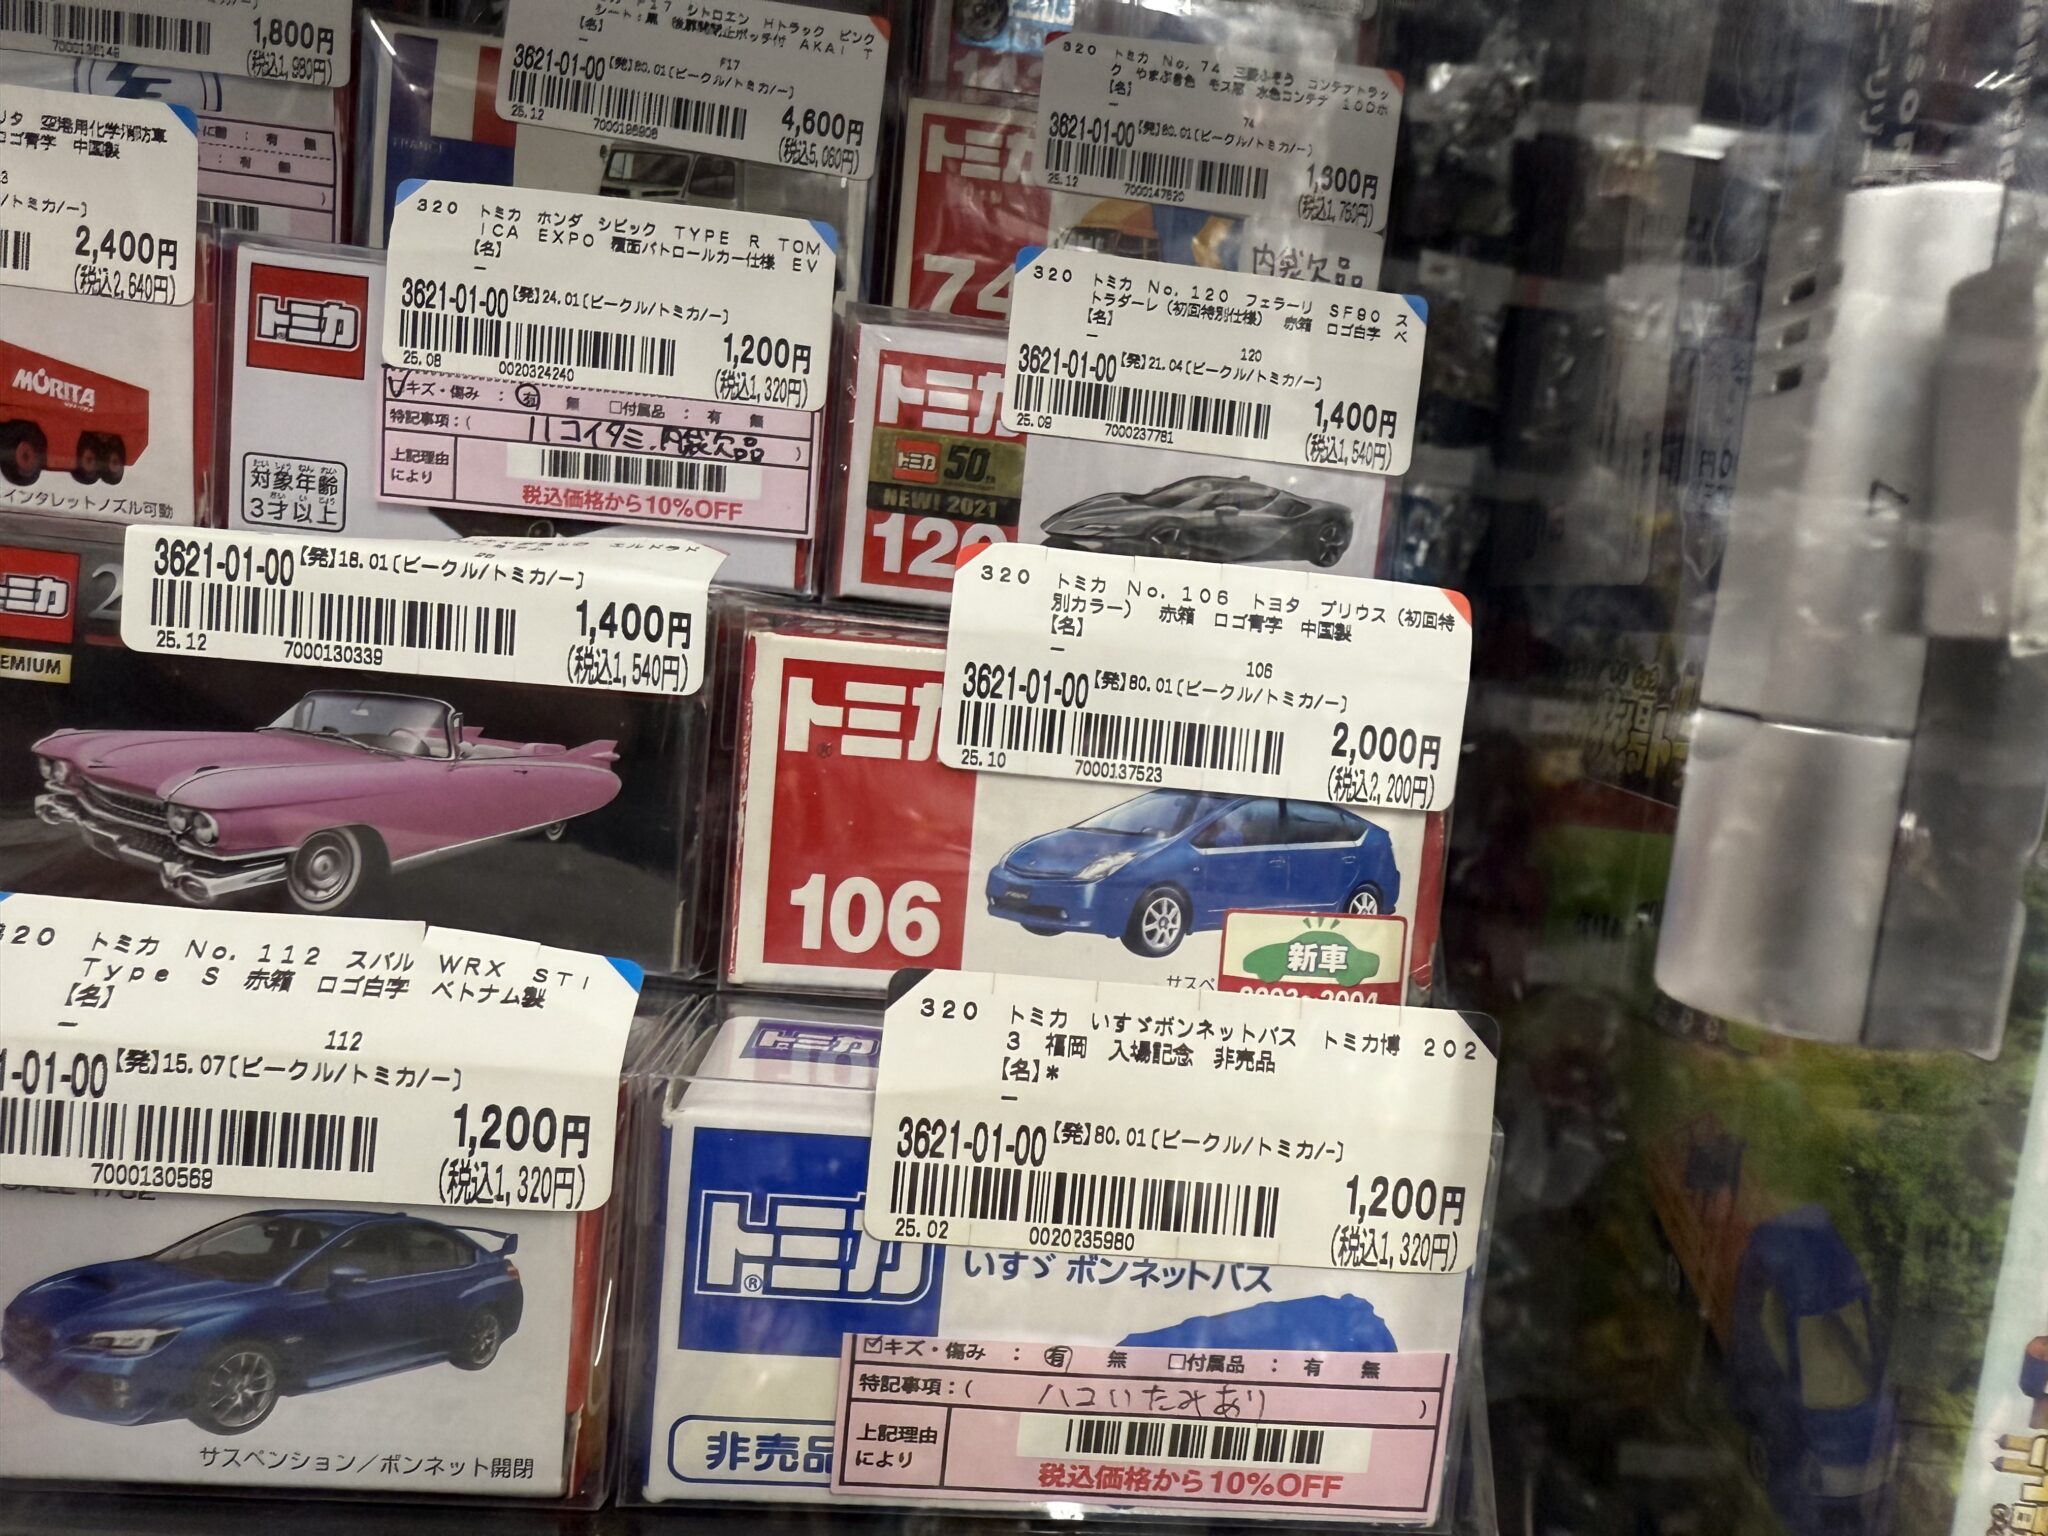 1,800円
(税込1,980円)
7000136149
空港用化学消防車
ロゴ青字 中国製
2,400円
(税込2,640円)
MORITA
インタレットノズル可動
F17 シトロエン Hトラック ピンク
【名】
F17
3621-01-00【発】80.01[ビークル/トミカ/ー]
25.12
4,600円
(税込5,060円)
FRANCE
320 トミカ No. 74 三菱ふそう コンテナトラッ
ク やまぶき色
【名】
74
3621-01-00【発】80.01[ビークル/トミカ/ー]
25.12
7000147520
(税込1,760円)
トミカ
74
内袋欠品
320 トミカ ホンダ シビック TYPE R TOM
ICA EXPO 覆面パトロールカー仕様 EV
【名】
3621-01-00【発】24.01[ビークル/トミカ/ー]
25.08
0020324240
1,200円
(税込1,320円)
キズ・傷み : 有 無 □付属品 : 有 無
特記事項:( ハコイタミ、内袋欠品 )
上記理由
により
税込価格から10%OFF
トミカ
対象年齢
3才以上
320 トミカ No. 120 フェラーリ SF90 ス
トラダーレ(初回特別仕様) 赤箱 ロゴ白字 ベ
【名】
120
3621-01-00【発】21.04[ビークル/トミカ/ー]
25.09
7000237781
1,400円
(税込1,540円)
トミカ
トミカ 50th
NEW! 2021
120
3621-01-00【発】18.01[ビークル/トミカ/ー]
25.12
7000130339
1,400円
(税込1,540円)
トミカ
EMIUM
320 トミカ No. 106 トヨタ プリウス(初回特
別カラー) 赤箱 ロゴ青字 中国製
【名】
106
3621-01-00【発】80.01[ビークル/トミカ/ー]
25.10
7000137523
2,000円
(税込2,200円)
トミカ
106
新車
サスペ
320 トミカ No. 112 スバル WRX STI
Type S 赤箱 ロゴ白字 ベトナム製
【名】
112
1-01-00【発】15.07[ビークル/トミカ/ー]
7000130569
1,200円
(税込1,320円)
サスペンション/ボンネット開閉
320 トミカ いすゞボンネットバス トミカ博 202
3 福岡 入場記念 非売品
【名】*
3621-01-00【発】80.01[ビークル/トミカ/-]
25.02
0020235980
1,200円
(税込1,320円)
トミカ
いすゞボンネットバス
☑キズ・傷み : 有 無 □付属品 : 有 無
特記事項:( ハコいたみあり )
上記理由
により
税込価格から10%OFF
非売品